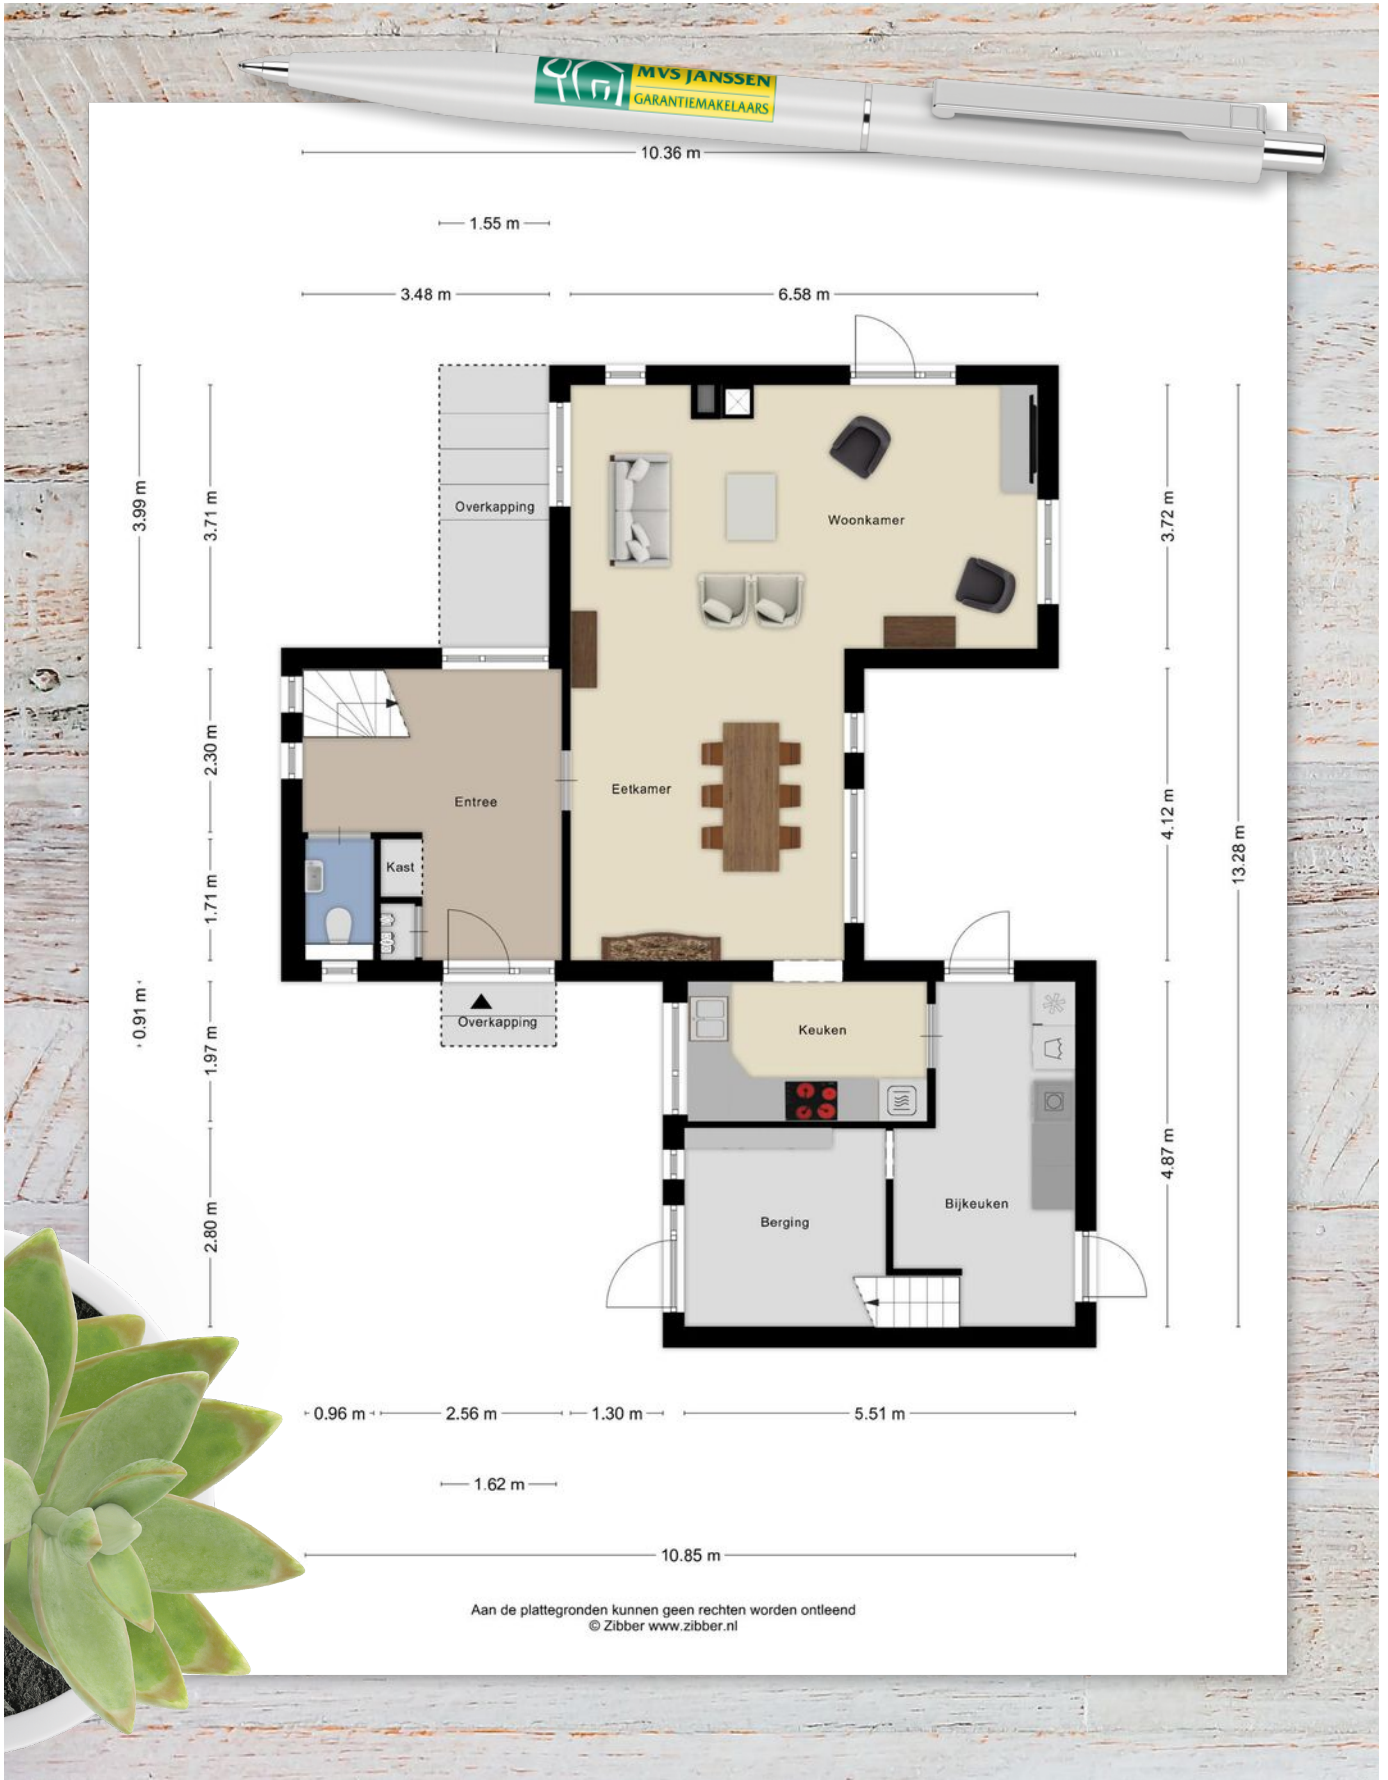 MVS JANSSEN
GARANTIEMAKELAARS
10.36 m
1.55 m
3.48 m
6.58 m
3.99 m
3.71 m
Overkapping
Woonkamer
3.72 m
2.30 m
Entree
Eetkamer
4.12 m
13.28 m
Kast
1.71 m
0.91 m
1.97 m
Overkapping
Keuken
4.87 m
2.80 m
Berging
Bijkeuken
0.96 m
2.56 m
1.30 m
5.51 m
1.62 m
10.85 m
Aan de plattegronden kunnen geen rechten worden ontleend
© Zibber www.zibber.nl